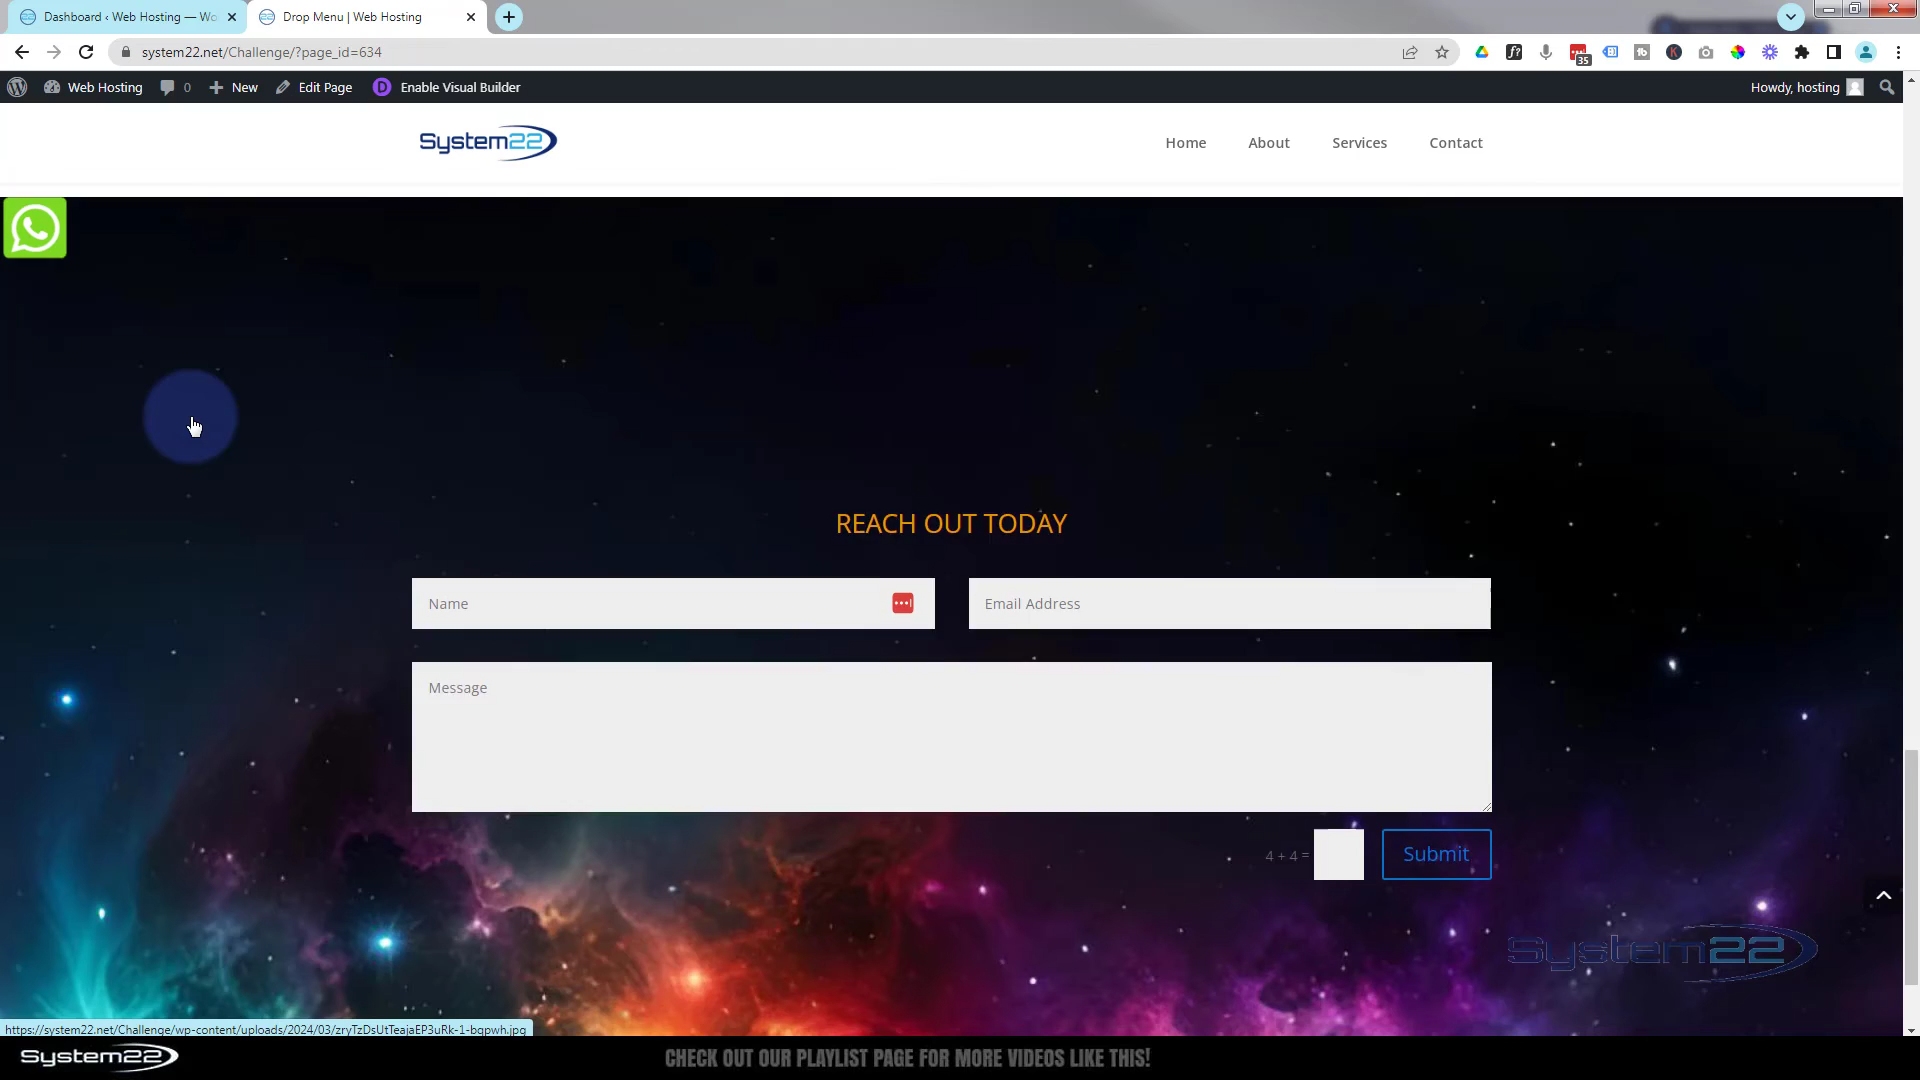 Dashboard ‹ Web Hosting — Wo
Drop Menu | Web Hosting
system22.net/Challenge/?page_id=634
35
Web Hosting
0
New
Edit Page
D
Enable Visual Builder
Howdy, hosting
System22
Home
About
Services
Contact
REACH OUT TODAY
Name
Email Address
Message
4 + 4 =
Submit
System22
https://system22.net/Challenge/wp-content/uploads/2024/03/zryTzDsUtTeajaEP3uRk-1-bqpwh.jpg
System22
CHECK OUT OUR PLAYLIST PAGE FOR MORE VIDEOS LIKE THIS!